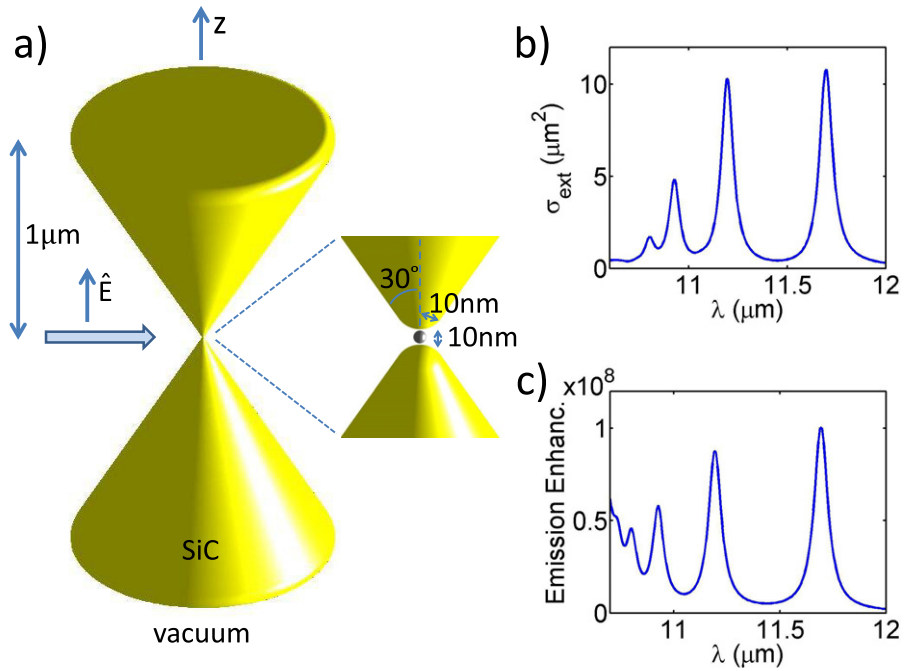 a)
z
1μm
Ê
30°
10nm
10nm
SiC
vacuum
b)
10
5
0
σext (μm²)
11
11.5
12
λ (μm)
c)
x10⁸
1
0.5
0
Emission Enhanc.
11
11.5
12
λ (μm)